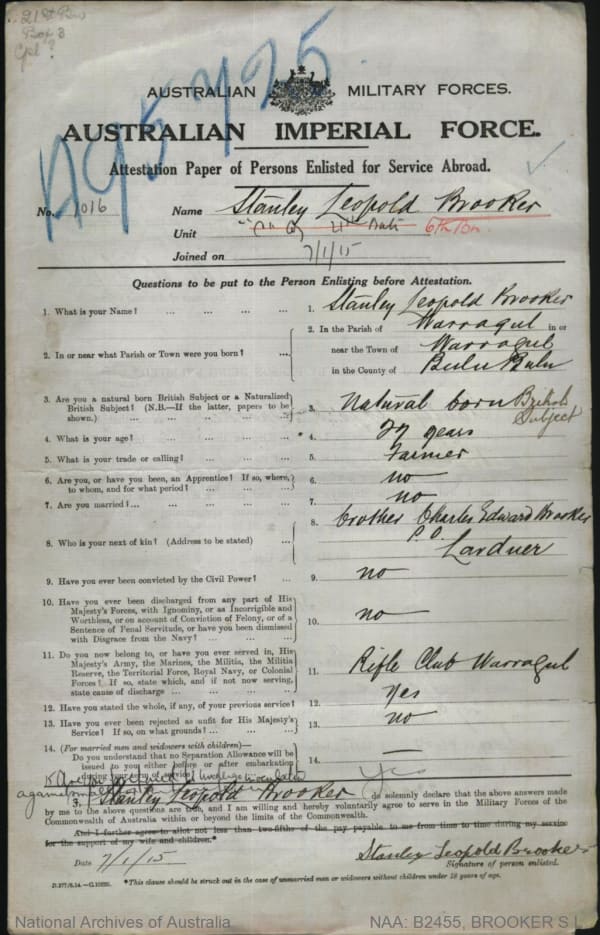 21st Bn
Box 3
Cpl ?
A95725
AUSTRALIAN MILITARY FORCES.
AUSTRALIAN IMPERIAL FORCE.
Attestation Paper of Persons Enlisted for Service Abroad.
No. 1016 Name Stanley Leopold Brooker
Unit 21st Batt 6th Bn.
Joined on 7/1/15
Questions to be put to the Person Enlisting before Attestation.
1. What is your Name? ... ... ... ... 1. Stanley Leopold Brooker
2. In or near what Parish or Town were you born? ... 2. In the Parish of Warragul in or
near the Town of Warragul
in the County of Buln Buln
3. Are you a natural born British Subject or a Naturalized
British Subject? (N.B.—If the latter, papers to be
shown.) ... ... ... ... 3. Natural born British Subject
4. What is your age? ... ... ... ... 4. 27 years
5. What is your trade or calling? ... ... ... 5. Farmer
6. Are you, or have you been, an Apprentice? If so, where,
to whom, and for what period? ... ... ... 6. no
7. Are you married? ... ... ... ... 7. no
8. Who is your next of kin? (Address to be stated) ... 8. brother Charles Edward Brooker
P.O.
Lardner
9. Have you ever been convicted by the Civil Power? ... 9. no
10. Have you ever been discharged from any part of His
Majesty's Forces, with Ignominy, or as Incorrigible and
Worthless, or on account of Conviction of Felony, or of a
Sentence of Penal Servitude, or have you been dismissed
with Disgrace from the Navy? ... ... ... 10. no
11. Do you now belong to, or have you ever served in, His
Majesty's Army, the Marines, the Militia, the Militia
Reserve, the Territorial Force, Royal Navy, or Colonial
Forces? If so, state which, and if not now serving,
state cause of discharge ... ... ... ... 11. Rifle Club Warragul
12. Have you stated the whole, if any, of your previous service? 12. Yes
13. Have you ever been rejected as unfit for His Majesty's
Service? If so, on what grounds? ... ... 13. no
14. (For married men and widowers with children)—
Do you understand that no Separation Allowance will be
issued to you either before or after embarkation
during your term of service? 14. —
Yes
3, Stanley Leopold Brooker do solemnly declare that the above answers made
by me to the above questions are true, and I am willing and hereby voluntarily agree to serve in the Military Forces of the
Commonwealth of Australia within or beyond the limits of the Commonwealth.
And I further agree to allot not less than two-fifths of the pay payable to me from time to time during my service
for the support of my wife and children.*
Date 7/1/15 Stanley Leopold Brooker
Signature of person enlisted.
*This clause should be struck out in the case of unmarried men or widowers without children under 18 years of age.
National Archives of Australia NAA: B2455, BROOKER S L